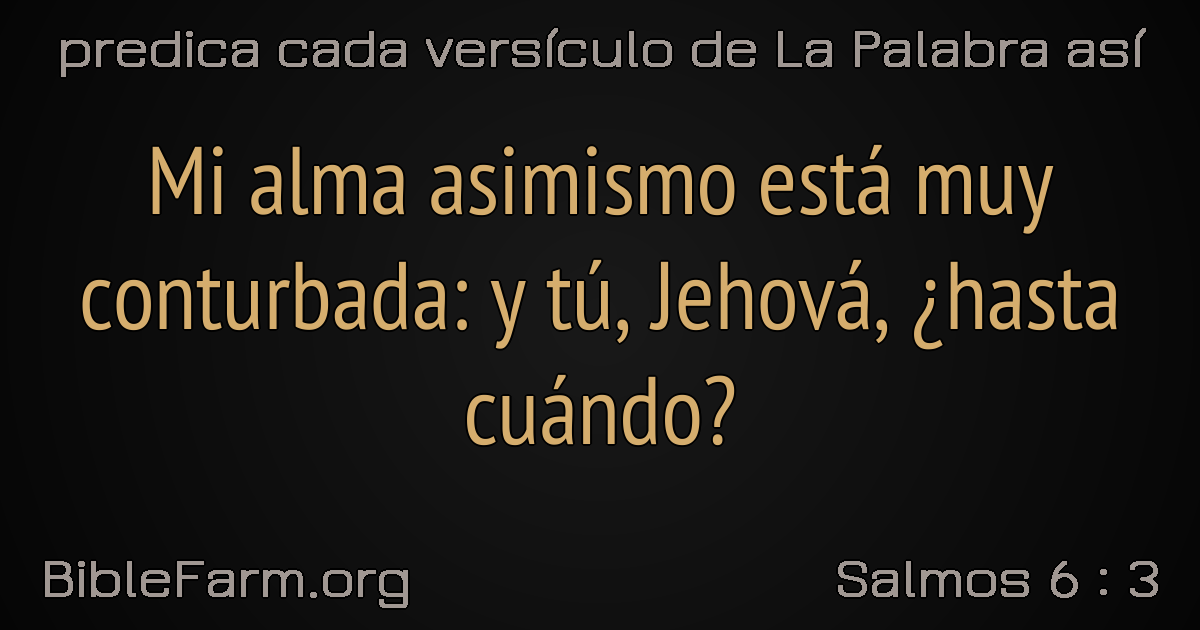 predica cada versículo de La Palabra así
Mi alma asimismo está muy
conturbada: y tú, Jehová, ¿hasta
cuándo?
BibleFarm.org
Salmos 6 : 3